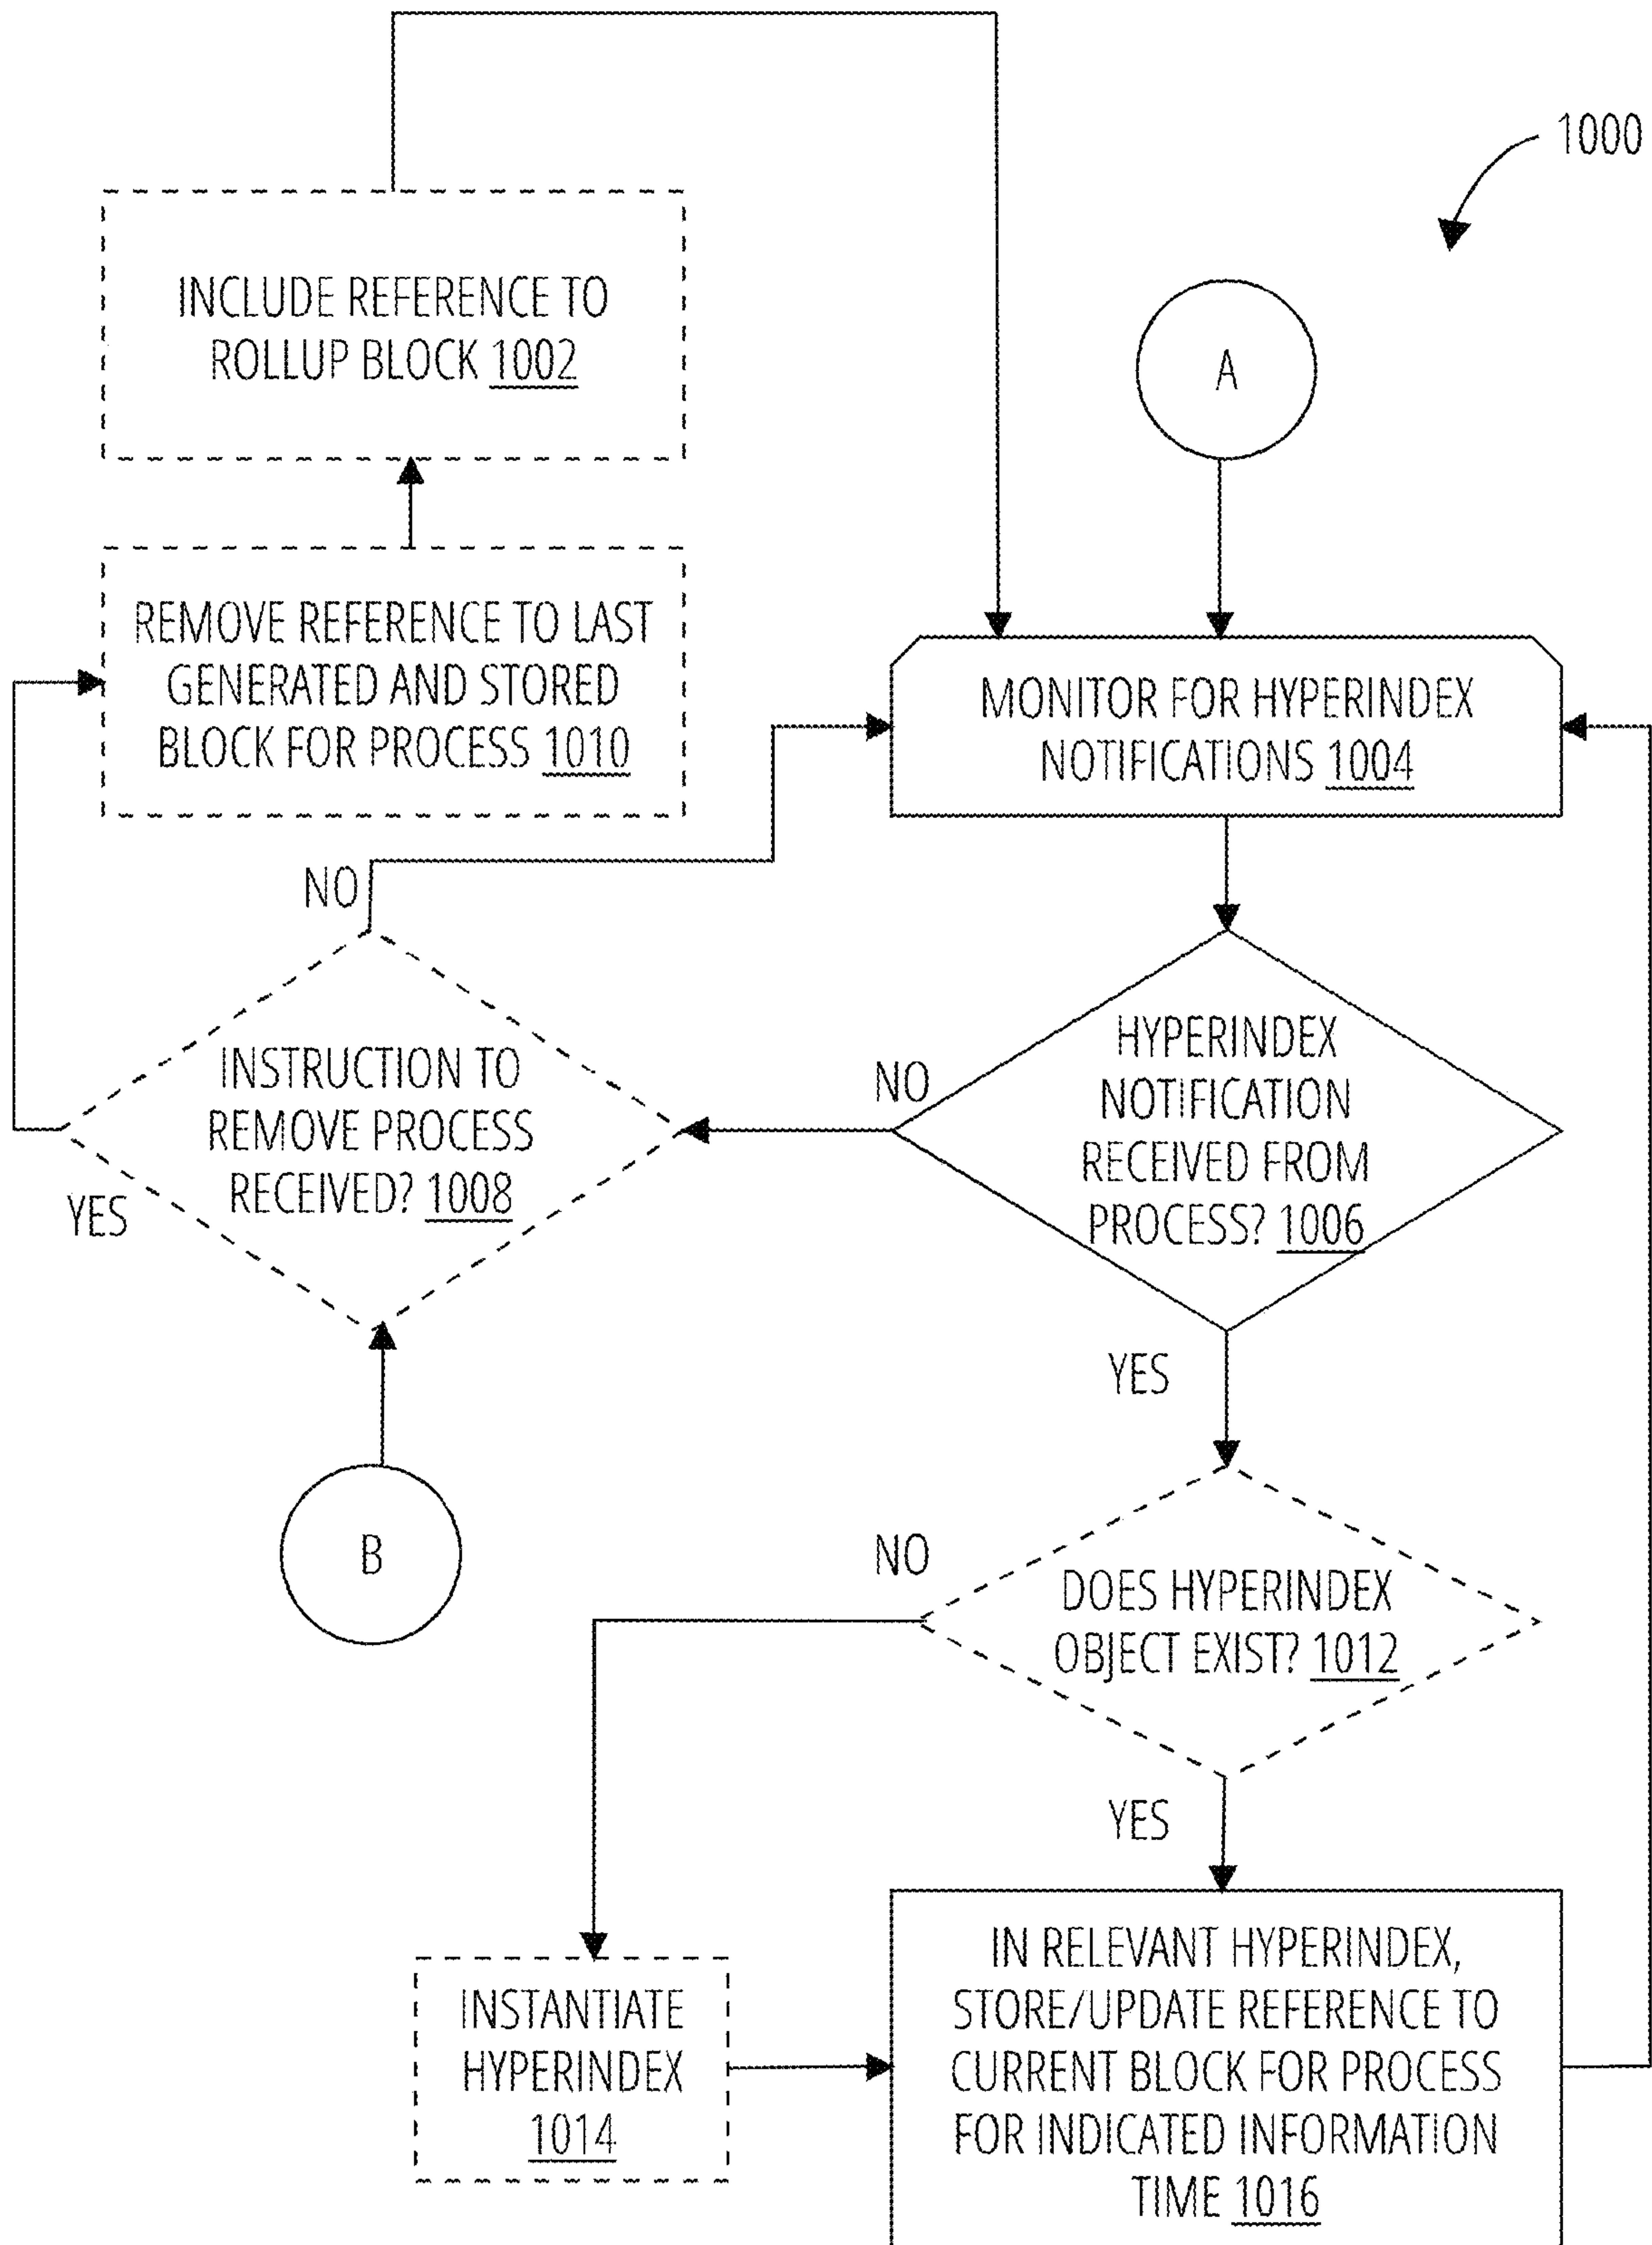 1000
INCLUDE REFERENCE TO
ROLLUP BLOCK 1002
A
REMOVE REFERENCE TO LAST
GENERATED AND STORED
BLOCK FOR PROCESS 1010
MONITOR FOR HYPERINDEX
NOTIFICATIONS 1004
NO
INSTRUCTION TO
REMOVE PROCESS
RECEIVED? 1008
YES
NO
HYPERINDEX
NOTIFICATION
RECEIVED FROM
PROCESS? 1006
YES
B
NO
DOES HYPERINDEX
OBJECT EXIST? 1012
YES
INSTANTIATE
HYPERINDEX
1014
IN RELEVANT HYPERINDEX,
STORE/UPDATE REFERENCE TO
CURRENT BLOCK FOR PROCESS
FOR INDICATED INFORMATION
TIME 1016